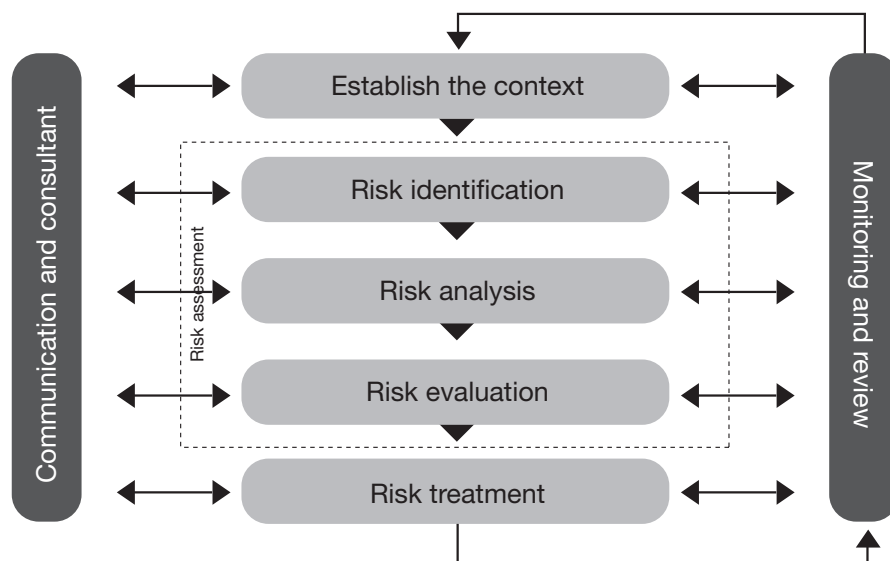 Establish the context
Communication and consultant
Risk assessment
Risk identification
Risk analysis
Risk evaluation
Risk treatment
Monitoring and review